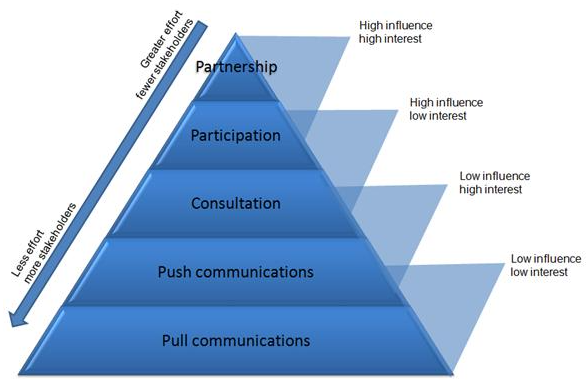 Greater effort
fewer stakeholders
Less effort
more stakeholders
Partnership
Participation
Consultation
Push communications
Pull communications
High influence
high interest
High influence
low interest
Low influence
high interest
Low influence
low interest